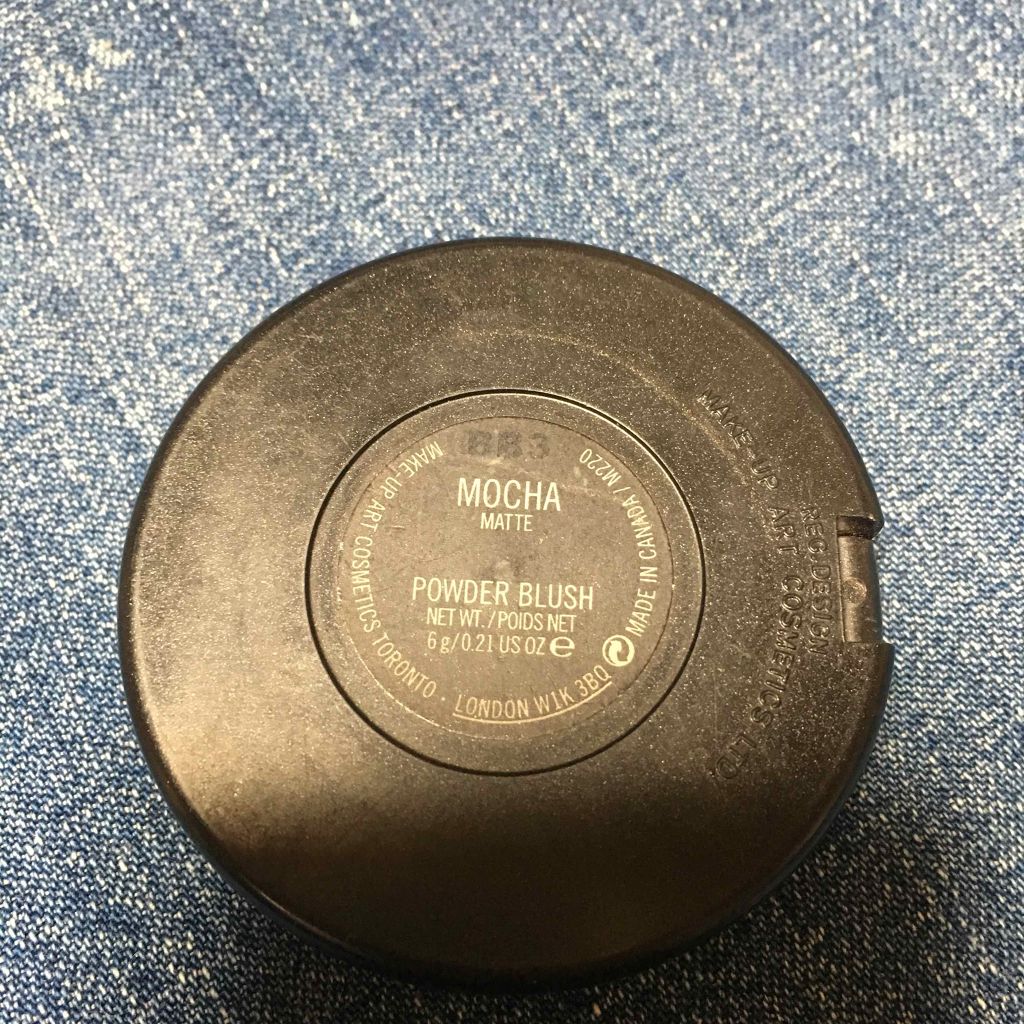 BB3
MOCHA
MATTE
POWDER BLUSH
NET WT./POIDS NET
6 g/0.21 US OZ e
MAKE-UP ART COSMETICS TORONTO · LONDON W1K 3BQ
MADE IN CANADA / M220
MAKE-UP ART COSMETICS LTD.
REG. DESIGN